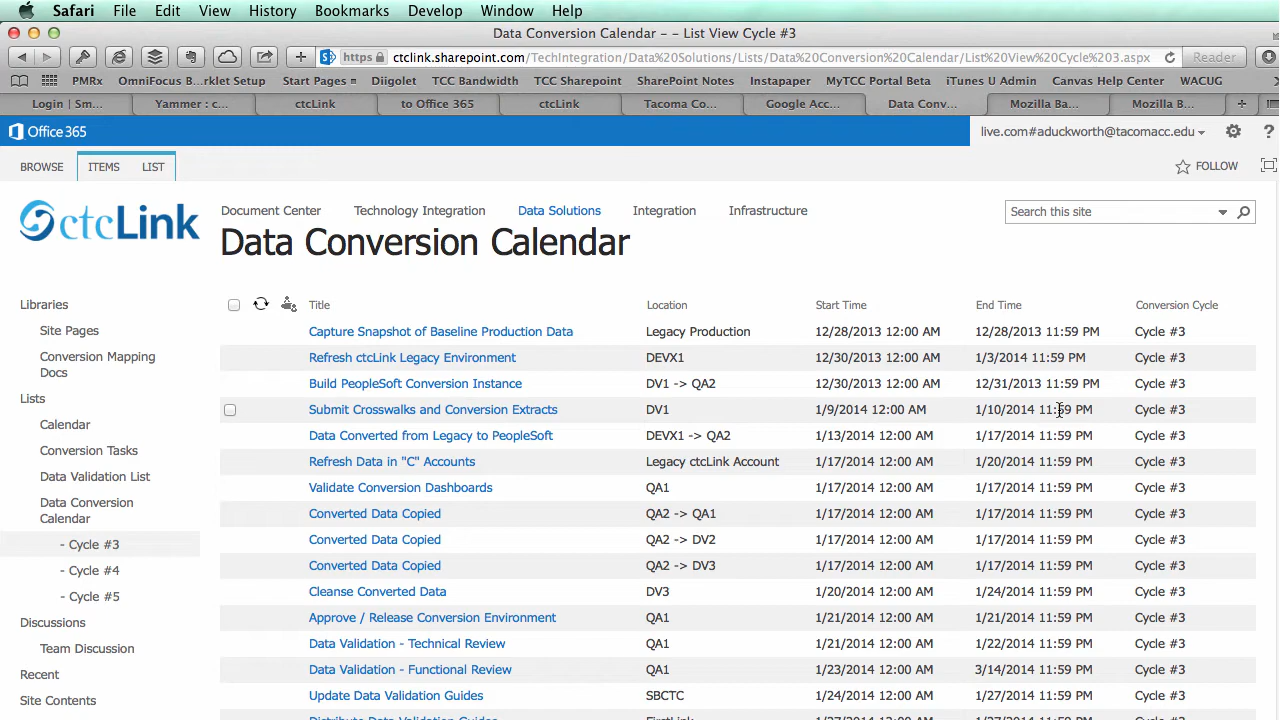 Safari File Edit View History Bookmarks Develop Window Help
Data Conversion Calendar - - List View Cycle #3
https ctclink.sharepoint.com/TechIntegration/Data%20Solutions/Lists/Data%20Conversion%20Calendar/List%20View%20Cycle%203.aspx Reader
PMRx OmniFocus B...rklet Setup Start Pages Diigolet TCC Bandwidth TCC Sharepoint SharePoint Notes Instapaper MyTCC Portal Beta iTunes U Admin Canvas Help Center WACUG
Login | Sm... Yammer : c... ctcLink to Office 365 ctcLink Tacoma Co... Google Acc... Data Conv... Mozilla Ba... Mozilla B... +
Office 365 live.com#aduckworth@tacomacc.edu ?
BROWSE ITEMS LIST FOLLOW
ctcLink Document Center Technology Integration Data Solutions Integration Infrastructure Search this site
Data Conversion Calendar
Libraries Title Location Start Time End Time Conversion Cycle
Site Pages Capture Snapshot of Baseline Production Data Legacy Production 12/28/2013 12:00 AM 12/28/2013 11:59 PM Cycle #3
Conversion Mapping Docs Refresh ctcLink Legacy Environment DEVX1 12/30/2013 12:00 AM 1/3/2014 11:59 PM Cycle #3
Build PeopleSoft Conversion Instance DV1 -> QA2 12/30/2013 12:00 AM 12/31/2013 11:59 PM Cycle #3
Lists Submit Crosswalks and Conversion Extracts DV1 1/9/2014 12:00 AM 1/10/2014 11:59 PM Cycle #3
Calendar Data Converted from Legacy to PeopleSoft DEVX1 -> QA2 1/13/2014 12:00 AM 1/17/2014 11:59 PM Cycle #3
Conversion Tasks Refresh Data in "C" Accounts Legacy ctcLink Account 1/17/2014 12:00 AM 1/20/2014 11:59 PM Cycle #3
Data Validation List Validate Conversion Dashboards QA1 1/17/2014 12:00 AM 1/17/2014 11:59 PM Cycle #3
Data Conversion Calendar Converted Data Copied QA2 -> QA1 1/17/2014 12:00 AM 1/17/2014 11:59 PM Cycle #3
- Cycle #3 Converted Data Copied QA2 -> DV2 1/17/2014 12:00 AM 1/17/2014 11:59 PM Cycle #3
- Cycle #4 Converted Data Copied QA2 -> DV3 1/17/2014 12:00 AM 1/17/2014 11:59 PM Cycle #3
- Cycle #5 Cleanse Converted Data DV3 1/20/2014 12:00 AM 1/24/2014 11:59 PM Cycle #3
Discussions Approve / Release Conversion Environment QA1 1/21/2014 12:00 AM 1/21/2014 11:59 PM Cycle #3
Team Discussion Data Validation - Technical Review QA1 1/21/2014 12:00 AM 1/22/2014 11:59 PM Cycle #3
Recent Data Validation - Functional Review QA1 1/23/2014 12:00 AM 3/14/2014 11:59 PM Cycle #3
Site Contents Update Data Validation Guides SBCTC 1/24/2014 12:00 AM 1/27/2014 11:59 PM Cycle #3